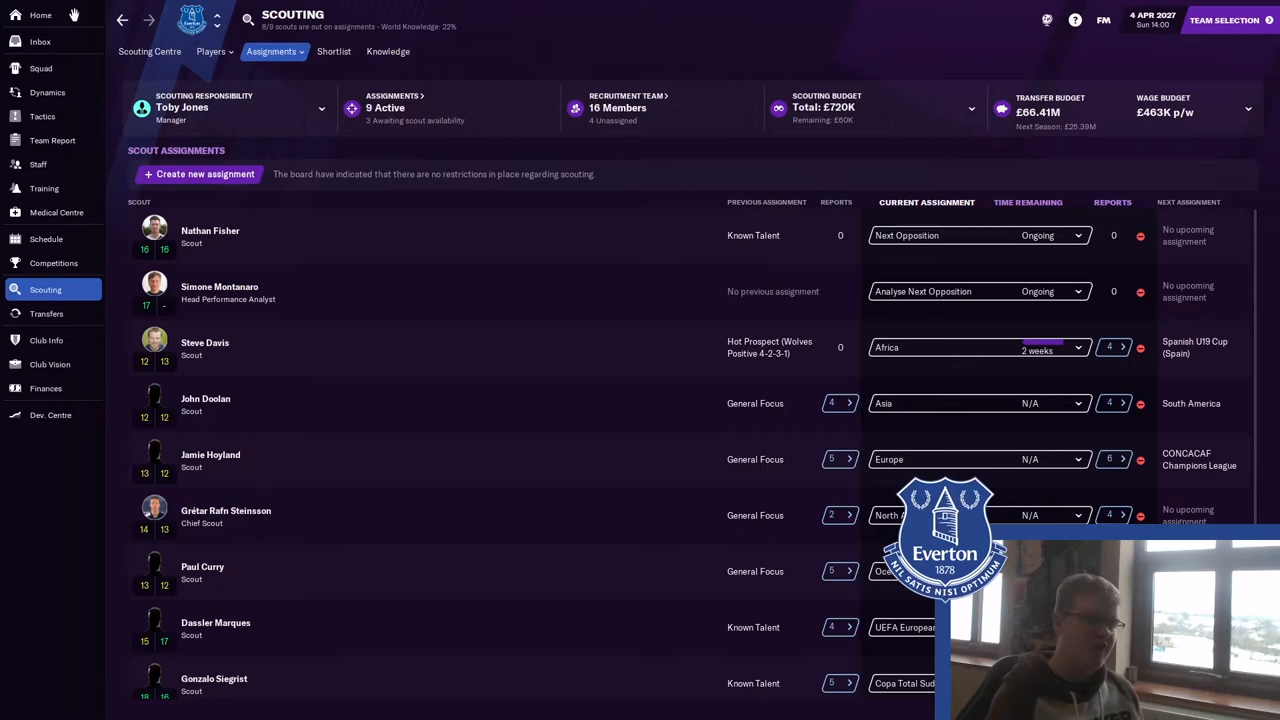 Home
Inbox
Squad
Dynamics
Tactics
Team Report
Staff
Training
Medical Centre
Schedule
Competitions
Scouting
Transfers
Club Info
Club Vision
Finances
Dev. Centre
SCOUTING
8/9 scouts are out on assignments - World Knowledge: 22%
FM
4 APR 2027
Sun 14:00
TEAM SELECTION
Scouting Centre
Players
Assignments
Shortlist
Knowledge
SCOUTING RESPONSIBILITY
Toby Jones
Manager
ASSIGNMENTS
9 Active
3 Awaiting scout availability
RECRUITMENT TEAM
16 Members
4 Unassigned
SCOUTING BUDGET
Total: £720K
Remaining: £60K
TRANSFER BUDGET
£66.41M
Next Season: £25.39M
WAGE BUDGET
£463K p/w
SCOUT ASSIGNMENTS
+ Create new assignment
The board have indicated that there are no restrictions in place regarding scouting.
SCOUT PREVIOUS ASSIGNMENT REPORTS CURRENT ASSIGNMENT TIME REMAINING REPORTS NEXT ASSIGNMENT
Nathan Fisher
Scout
16 16
Known Talent 0 Next Opposition Ongoing 0
No upcoming
assignment
Simone Montanaro
Head Performance Analyst
17 -
No previous assignment Analyse Next Opposition Ongoing 0
No upcoming
assignment
Steve Davis
Scout
12 13
Hot Prospect (Wolves
Positive 4-2-3-1)
0 Africa 2 weeks 4
Spanish U19 Cup
(Spain)
John Doolan
Scout
12 12
General Focus 4 Asia N/A 4 South America
Jamie Hoyland
Scout
13 12
General Focus 5 Europe N/A 6
CONCACAF
Champions League
Grétar Rafn Steinsson
Chief Scout
14 13
General Focus 2 North N/A 4
No upcoming
assignment
Paul Curry
Scout
13 12
General Focus 5
Dassler Marques
Scout
15 17
Known Talent 4 UEFA European
Gonzalo Siegrist
Scout
18 16
Known Talent 5 Copa Total Sud
Everton
1878
NIL SATIS NISI OPTIMUM